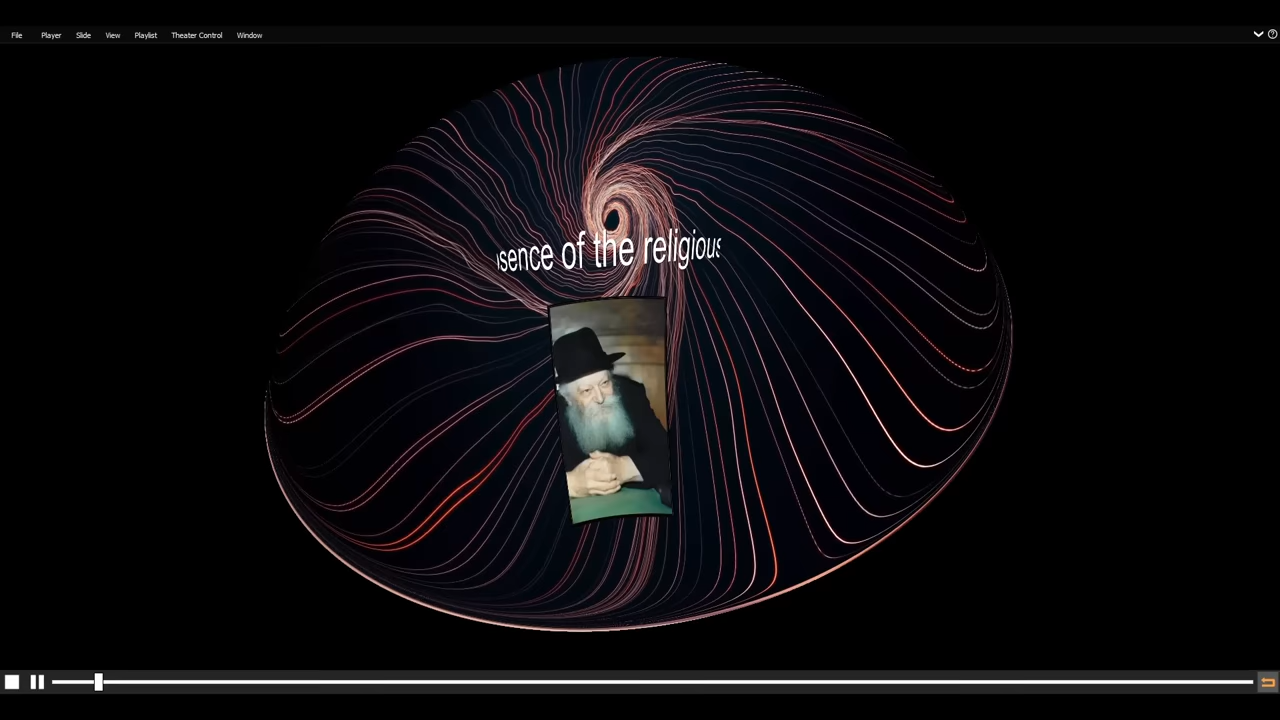 File Player Slide View Playlist Theater Control Window
sence of the religious